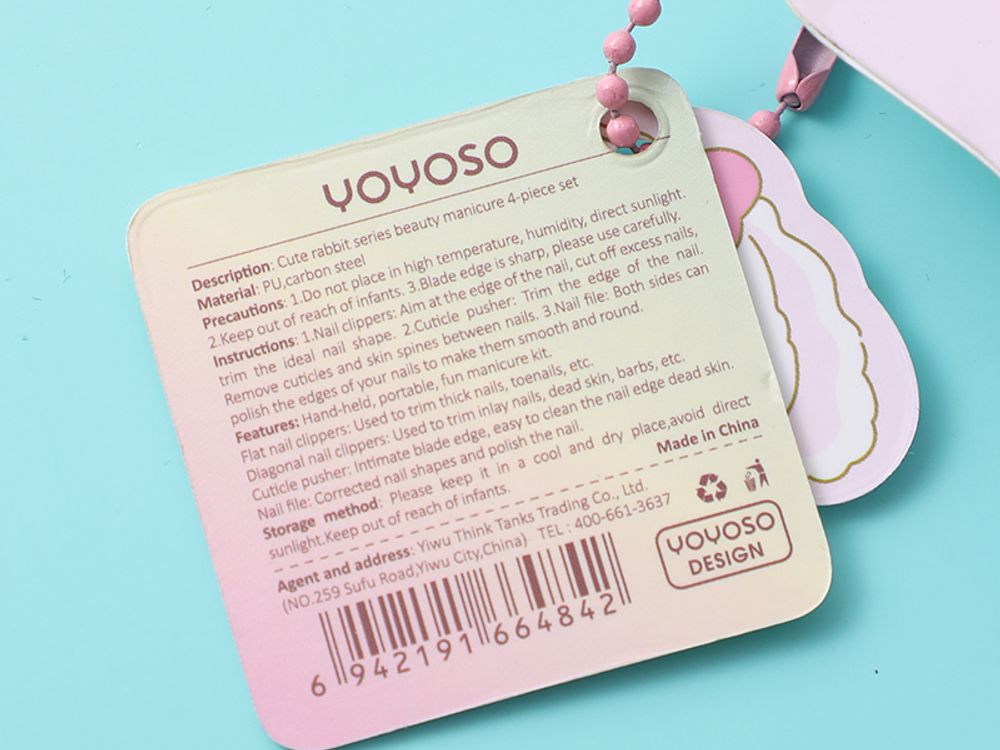 YOYOSO
Description: Cute rabbit series beauty manicure 4-piece set
Material: PU,carbon steel
Precautions: 1.Do not place in high temperature, humidity, direct sunlight.
2.Keep out of reach of infants. 3.Blade edge is sharp, please use carefully.
Instructions: 1.Nail clippers: Aim at the edge of the nail, cut off excess nails,
trim the ideal nail shape. 2.Cuticle pusher: Trim the edge of the nail.
Remove cuticles and skin spines between nails. 3.Nail file: Both sides can
polish the edges of your nails to make them smooth and round.
Features: Hand-held, portable, fun manicure kit.
Flat nail clippers: Used to trim thick nails, toenails, etc.
Diagonal nail clippers: Used to trim inlay nails, dead skin, barbs, etc.
Cuticle pusher: Intimate blade edge, easy to clean the nail edge dead skin.
Nail file: Corrected nail shapes and polish the nail.
Storage method: Please keep it in a cool and dry place,avoid direct
sunlight.Keep out of reach of infants.
Made in China
Agent and address: Yiwu Think Tanks Trading Co., Ltd.
(NO.259 Sufu Road,Yiwu City,China) TEL : 400-661-3637
YOYOSO
DESIGN
6 942191 664842